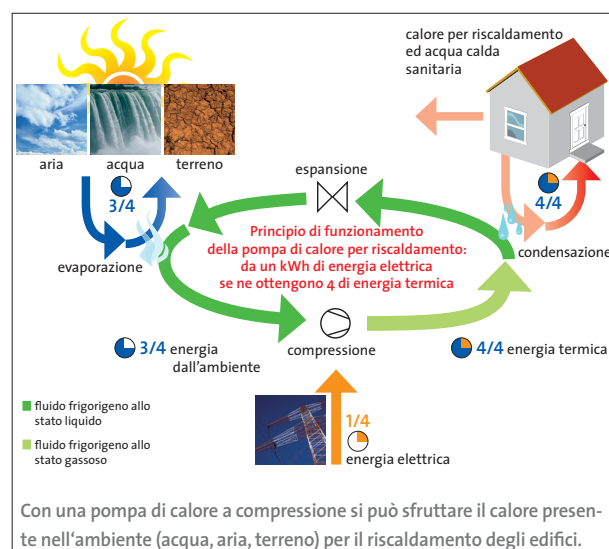 calore per riscaldamento
ed acqua calda
sanitaria
aria
acqua
terreno
3/4
espansione
4/4
evaporazione
Principio di funzionamento
della pompa di calore per riscaldamento:
da un kWh di energia elettrica
se ne ottengono 4 di energia termica
condensazione
3/4 energia
dall'ambiente
compressione
4/4 energia termica
fluido frigorigeno allo
stato liquido
fluido frigorigeno allo
stato gassoso
1/4
energia elettrica
Con una pompa di calore a compressione si può sfruttare il calore presen-
te nell'ambiente (acqua, aria, terreno) per il riscaldamento degli edifici.